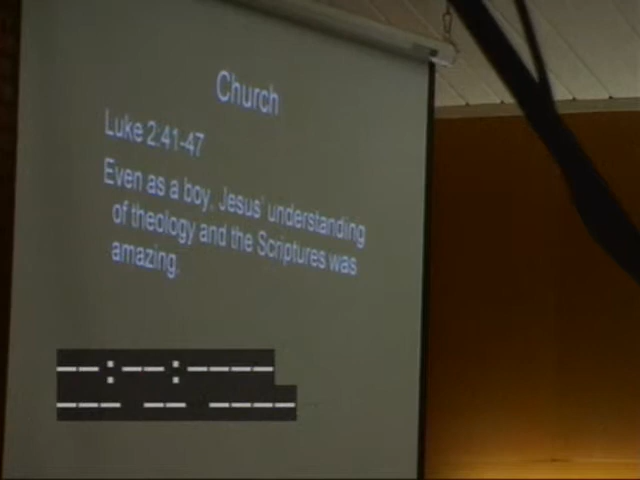 Church
Luke 2:41-47
Even as a boy, Jesus' understanding
of theology and the Scriptures was
amazing.
--:--:----
--- -- ----